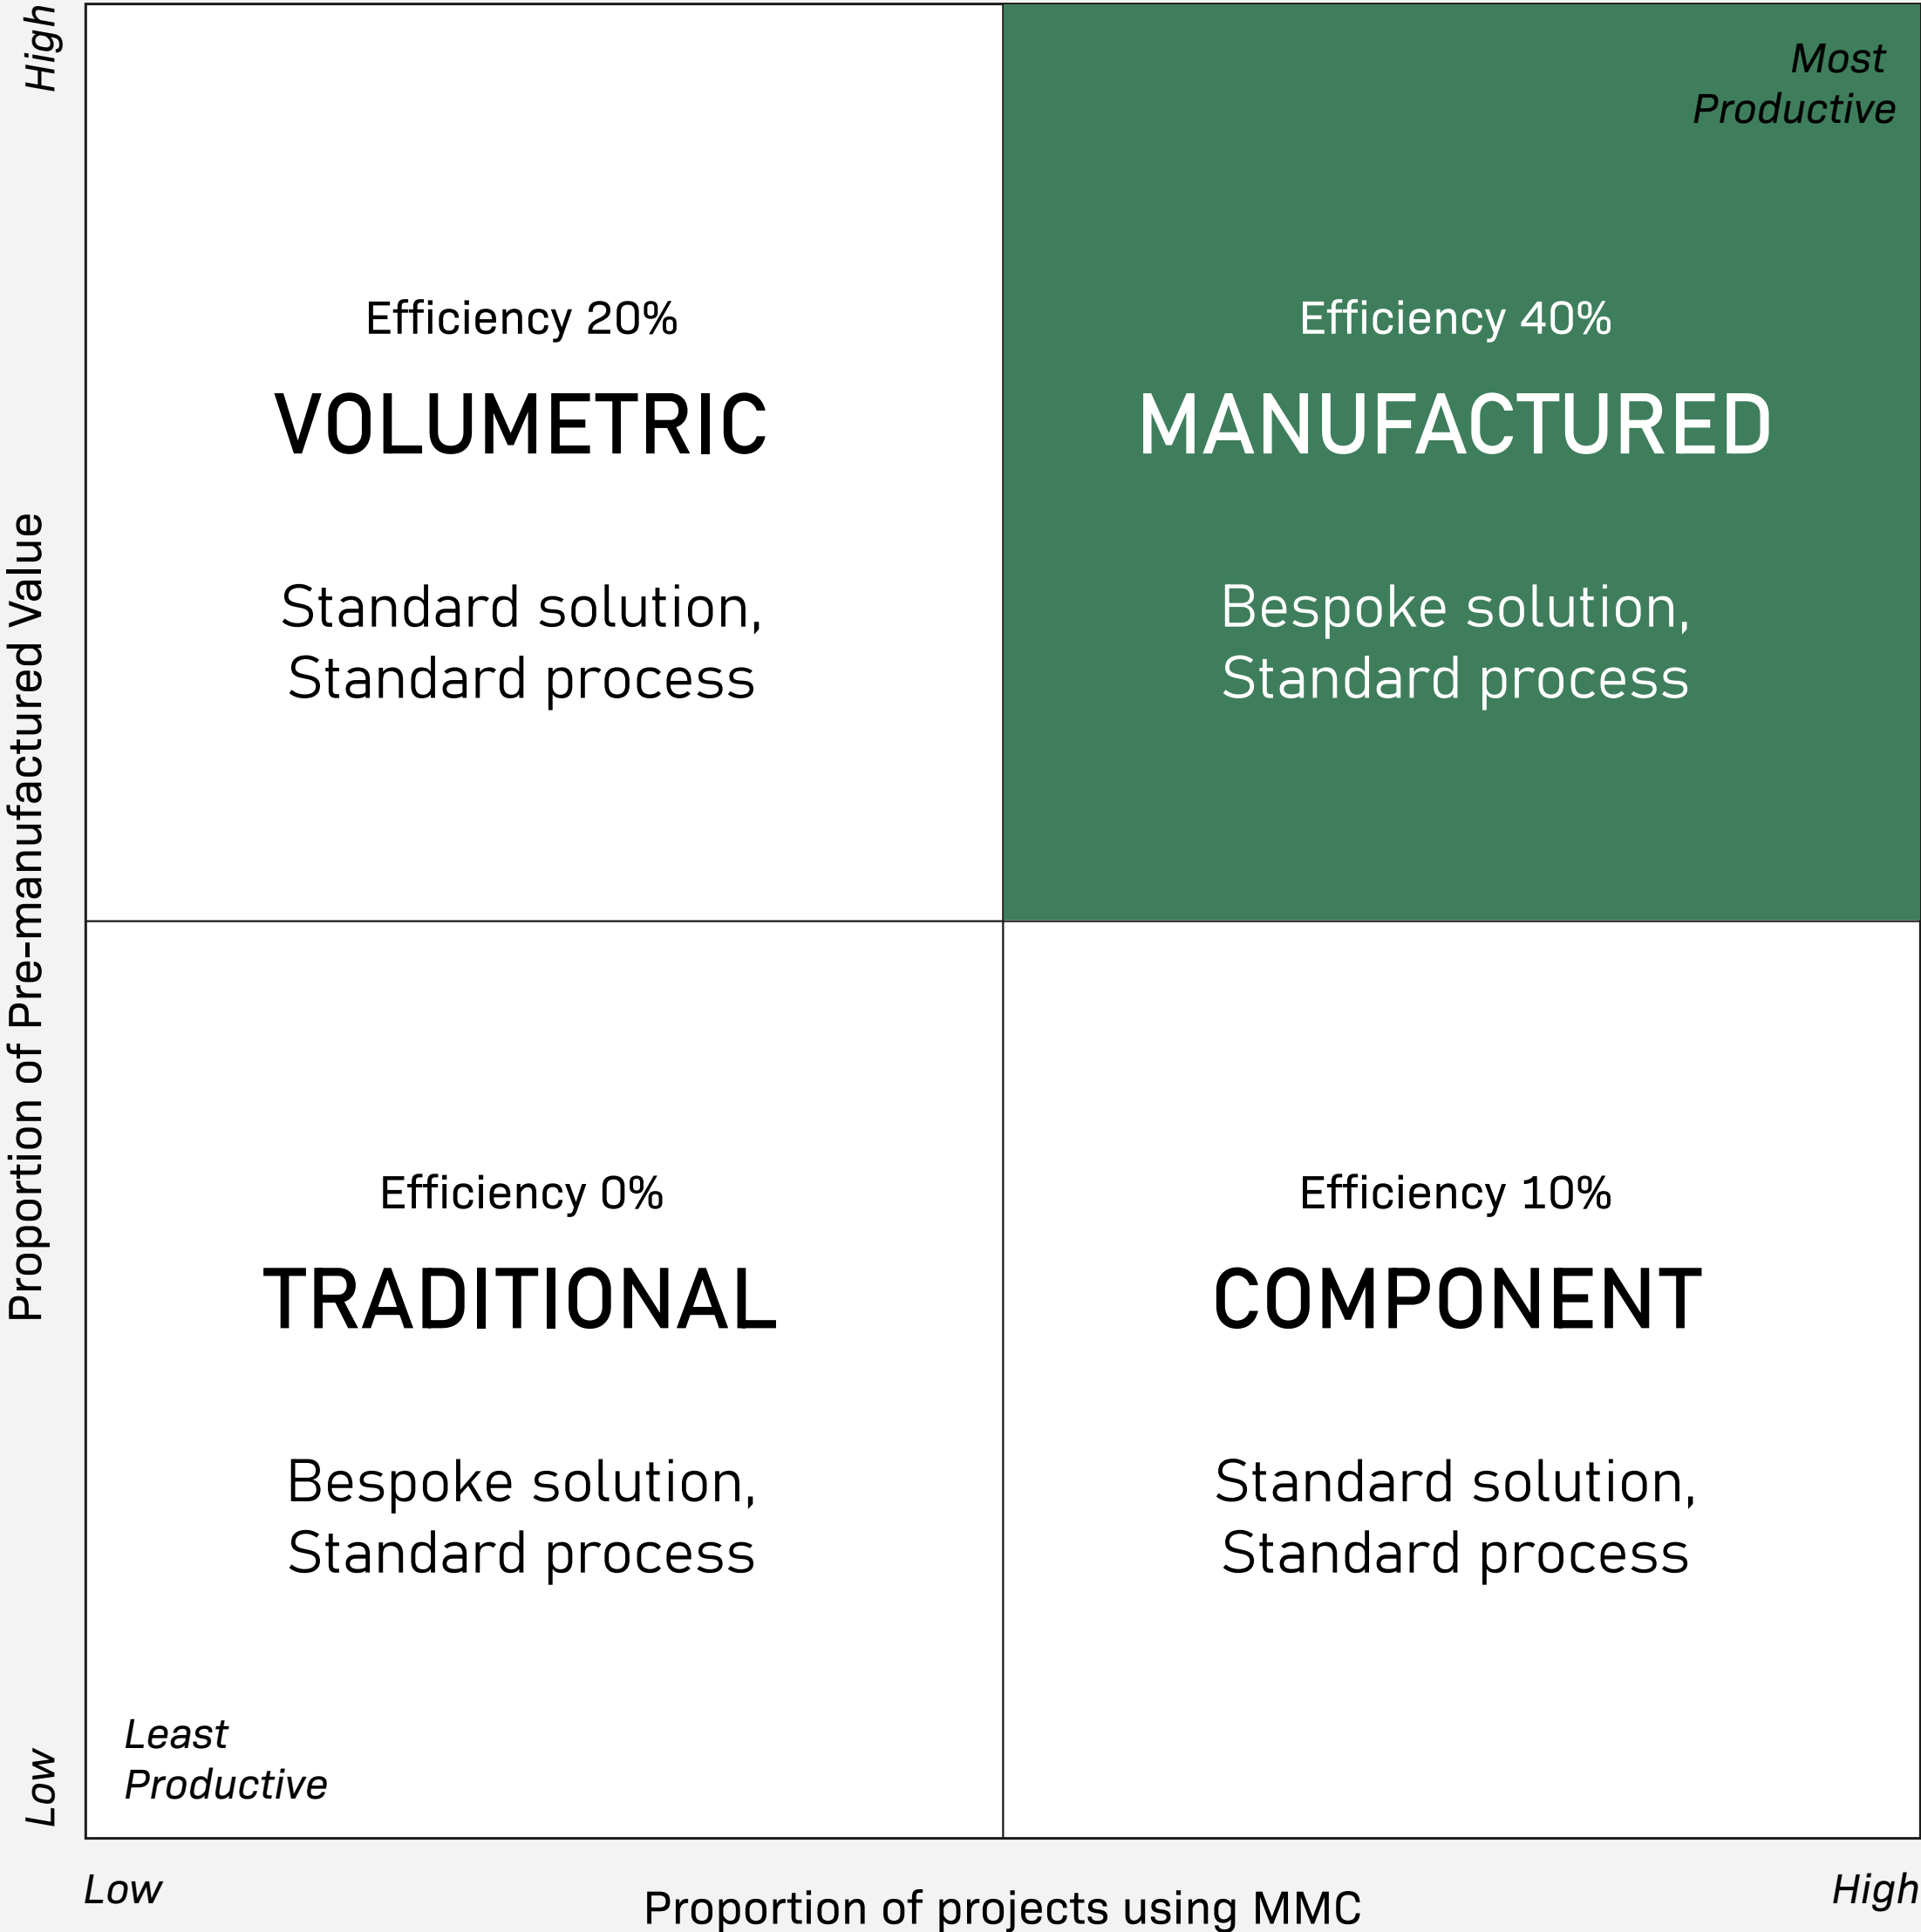 High
Most
Productive
Efficiency 20%
VOLUMETRIC
Standard solution,
Standard process
Efficiency 40%
MANUFACTURED
Bespoke solution,
Standard process
Proportion of Pre-manufactured Value
Efficiency 0%
TRADITIONAL
Bespoke solution,
Standard process
Efficiency 10%
COMPONENT
Standard solution,
Standard process
Least
Productive
Low
Low
Proportion of projects using MMC
High